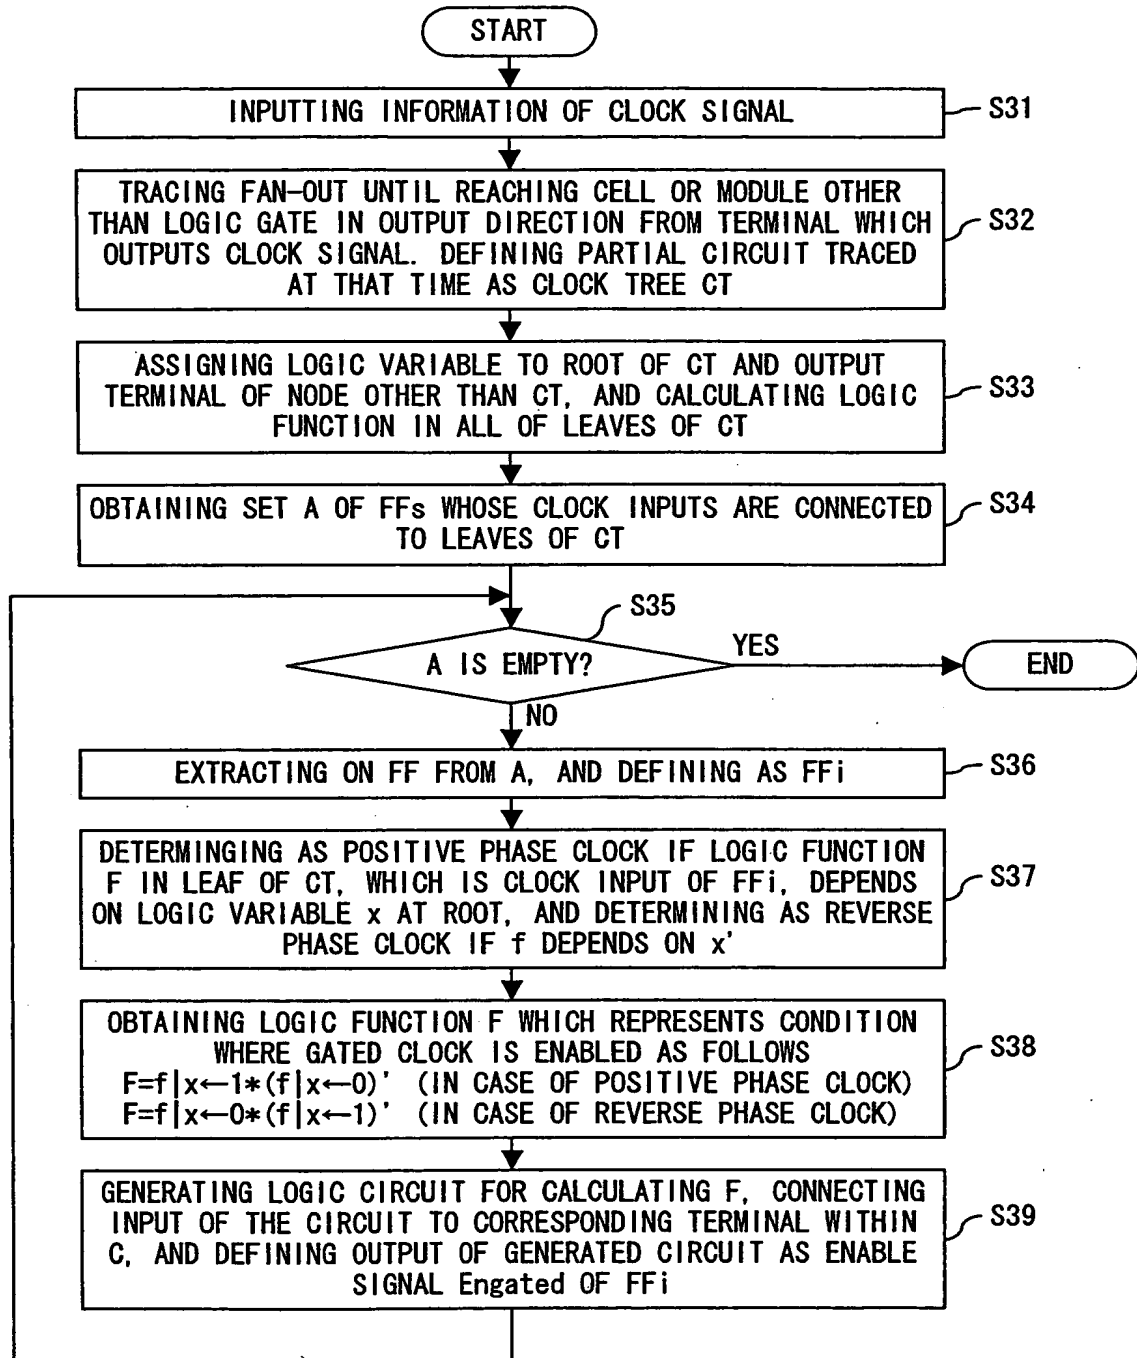 START
INPUTTING INFORMATION OF CLOCK SIGNAL
S31
TRACING FAN-OUT UNTIL REACHING CELL OR MODULE OTHER
THAN LOGIC GATE IN OUTPUT DIRECTION FROM TERMINAL WHICH
OUTPUTS CLOCK SIGNAL. DEFINING PARTIAL CIRCUIT TRACED
AT THAT TIME AS CLOCK TREE CT
S32
ASSIGNING LOGIC VARIABLE TO ROOT OF CT AND OUTPUT
TERMINAL OF NODE OTHER THAN CT, AND CALCULATING LOGIC
FUNCTION IN ALL OF LEAVES OF CT
S33
OBTAINING SET A OF FFs WHOSE CLOCK INPUTS ARE CONNECTED
TO LEAVES OF CT
S34
S35
A IS EMPTY?
YES
END
NO
EXTRACTING ON FF FROM A, AND DEFINING AS FFi
S36
DETERMINGING AS POSITIVE PHASE CLOCK IF LOGIC FUNCTION
F IN LEAF OF CT, WHICH IS CLOCK INPUT OF FFi, DEPENDS
ON LOGIC VARIABLE x AT ROOT, AND DETERMINING AS REVERSE
PHASE CLOCK IF f DEPENDS ON x'
S37
OBTAINING LOGIC FUNCTION F WHICH REPRESENTS CONDITION
WHERE GATED CLOCK IS ENABLED AS FOLLOWS
F=f|x←1*(f|x←0)' (IN CASE OF POSITIVE PHASE CLOCK)
F=f|x←0*(f|x←1)' (IN CASE OF REVERSE PHASE CLOCK)
S38
GENERATING LOGIC CIRCUIT FOR CALCULATING F, CONNECTING
INPUT OF THE CIRCUIT TO CORRESPONDING TERMINAL WITHIN
C, AND DEFINING OUTPUT OF GENERATED CIRCUIT AS ENABLE
SIGNAL Engated OF FFi
S39